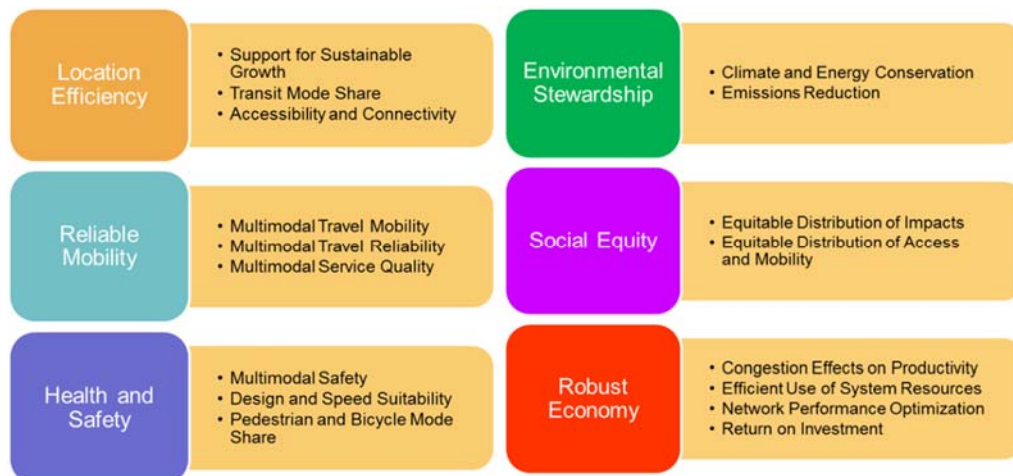 Location
Efficiency
• Support for Sustainable
Growth
• Transit Mode Share
• Accessibility and Connectivity
Environmental
Stewardship
• Climate and Energy Conservation
• Emissions Reduction
Reliable
Mobility
• Multimodal Travel Mobility
• Multimodal Travel Reliability
• Multimodal Service Quality
Social Equity
• Equitable Distribution of Impacts
• Equitable Distribution of Access
and Mobility
Health and
Safety
• Multimodal Safety
• Design and Speed Suitability
• Pedestrian and Bicycle Mode
Share
Robust
Economy
• Congestion Effects on Productivity
• Efficient Use of System Resources
• Network Performance Optimization
• Return on Investment